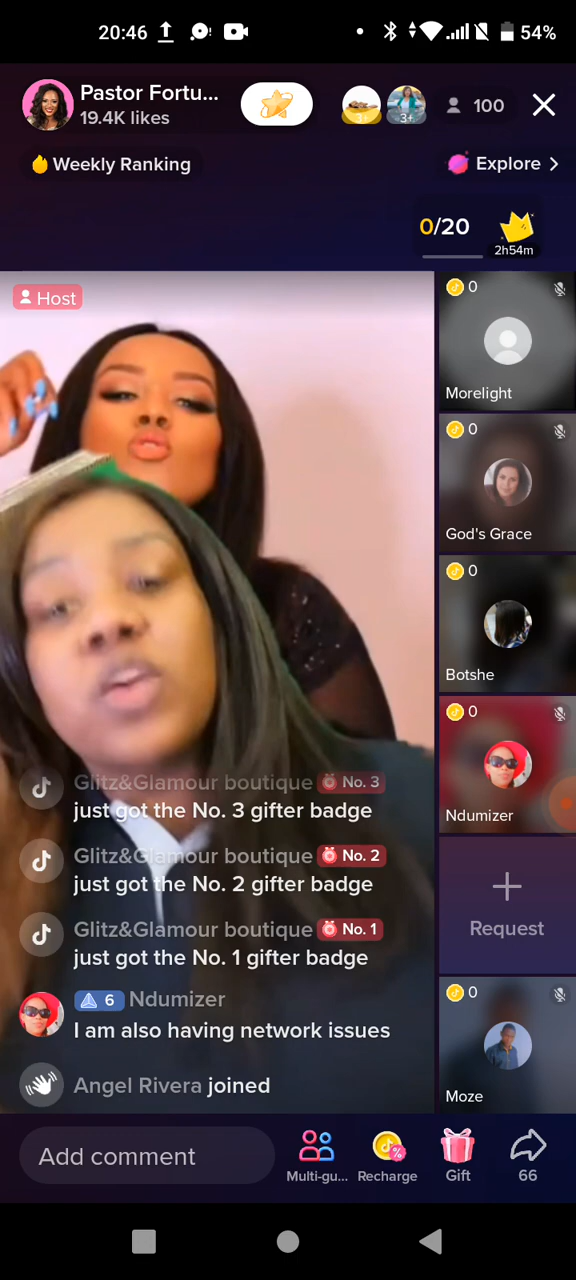 20:46
54%
Pastor Fortu...
19.4K likes
3+
3+
100
Weekly Ranking
Explore >
0/20
2h54m
Host
0
Morelight
0
God's Grace
0
Botshe
0
Ndumizer
Request
0
Moze
Glitz&Glamour boutique No. 3
just got the No. 3 gifter badge
Glitz&Glamour boutique No. 2
just got the No. 2 gifter badge
Glitz&Glamour boutique No. 1
just got the No. 1 gifter badge
6 Ndumizer
I am also having network issues
Angel Rivera joined
Add comment
Multi-gu...
Recharge
Gift
66